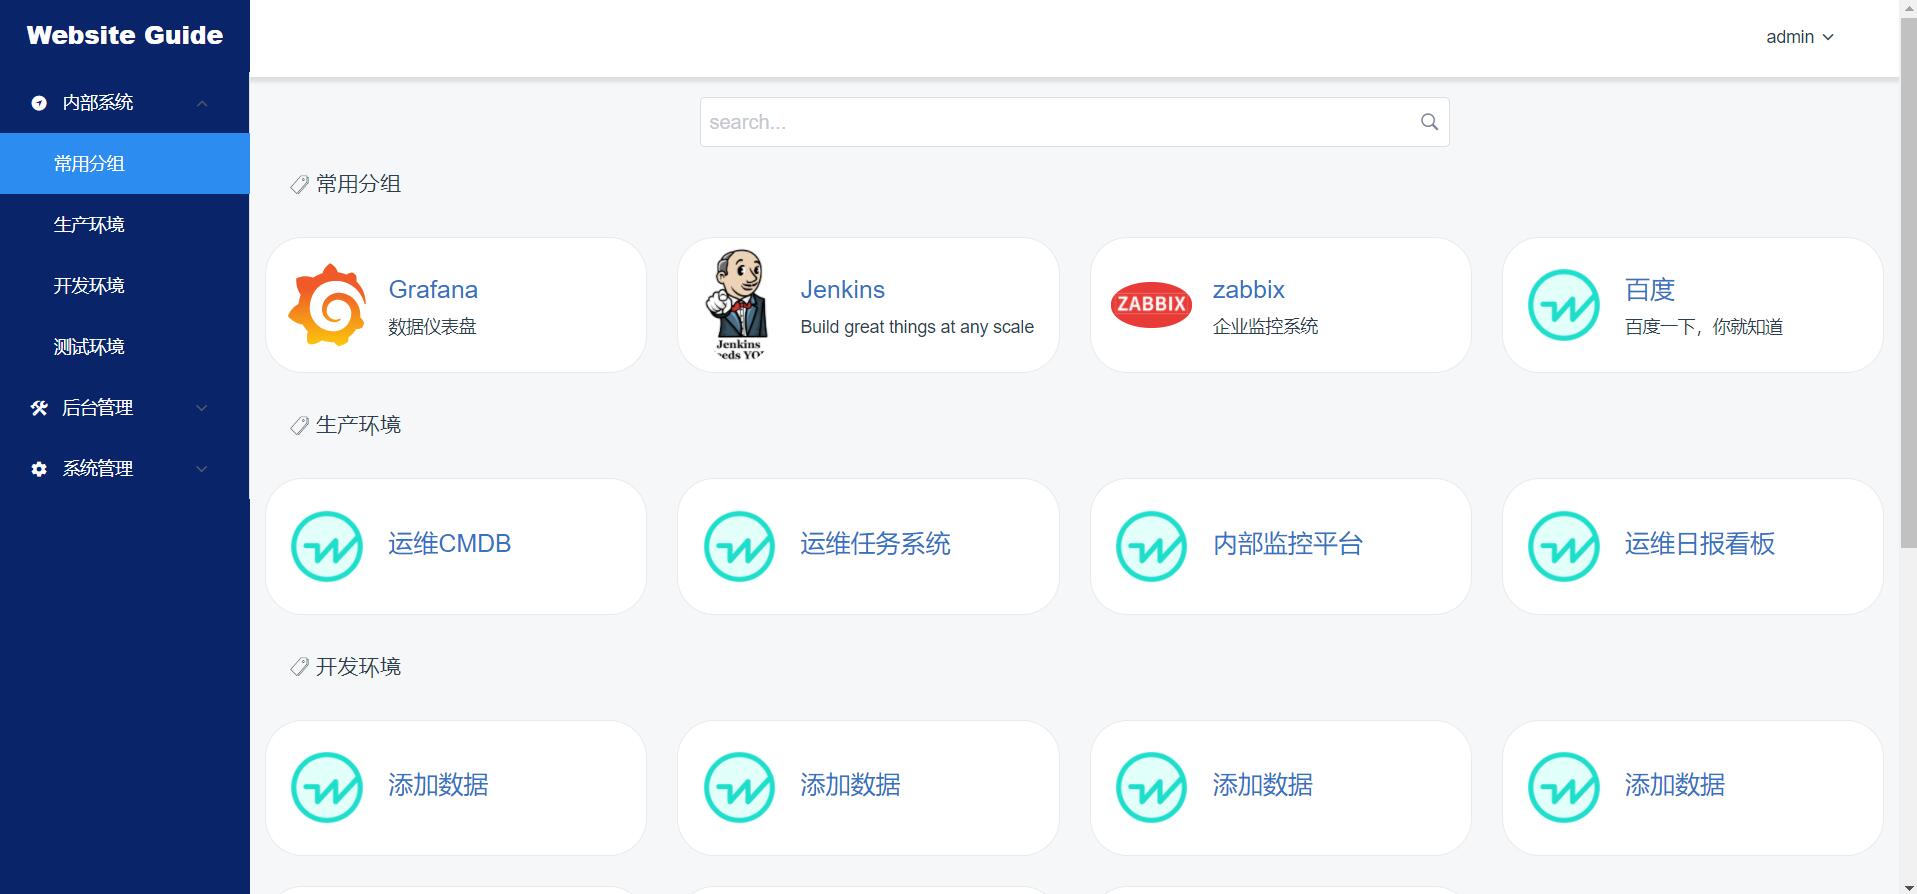 Website Guide
admin
内部系统
常用分组
生产环境
开发环境
测试环境
后台管理
系统管理
search...
常用分组
Grafana
数据仪表盘
Jenkins
Build great things at any scale
Jenkins
eeds YO
zabbix
企业监控系统
ZABBIX
百度
百度一下，你就知道
生产环境
运维CMDB
运维任务系统
内部监控平台
运维日报看板
开发环境
添加数据
添加数据
添加数据
添加数据